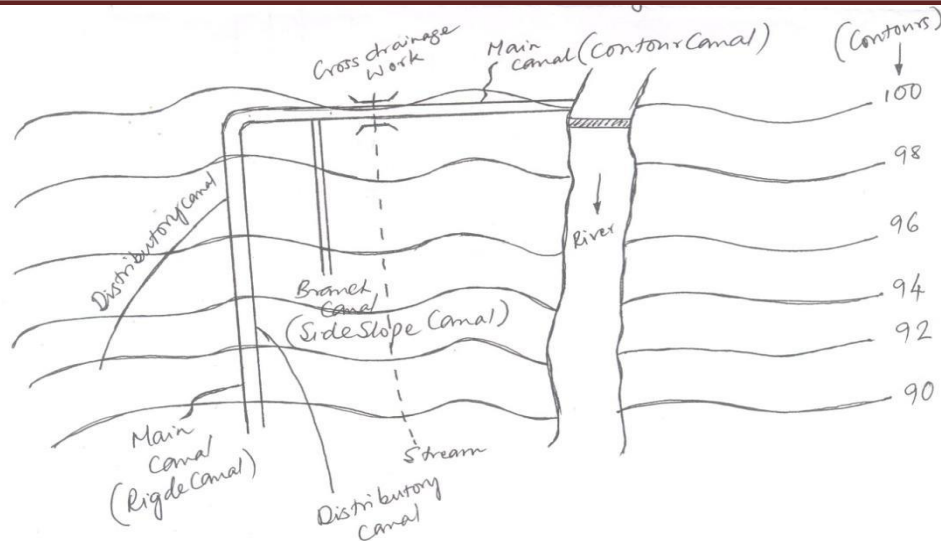 Cross drainage
Work
Main
canal (Contour Canal)
(Contours)
100
98
96
94
92
90
River
Distributory Canal
Branch
Canal
(Side Slope Canal)
Main
Canal
(Rigde Canal)
Stream
Distributory
Canal